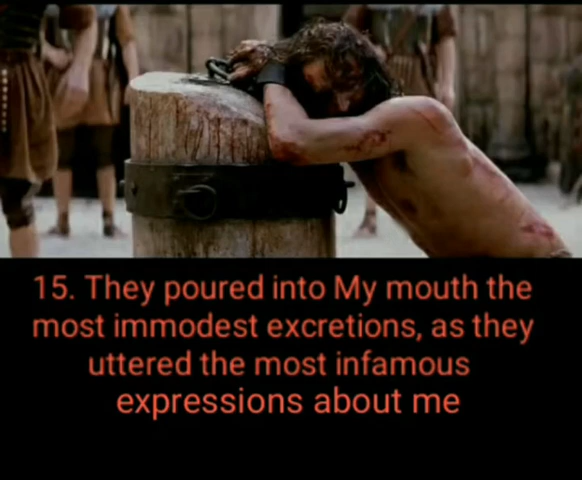 15. They poured into My mouth the
most immodest excretions, as they
uttered the most infamous
expressions about me